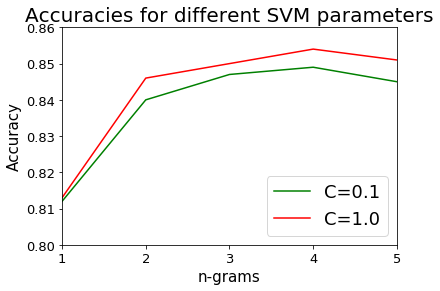 Accuracies for different SVM parameters
0.86
0.85
0.84
0.83
0.82
0.81
0.80
Accuracy
C=0.1
C=1.0
1 2 3 4 5
n-grams